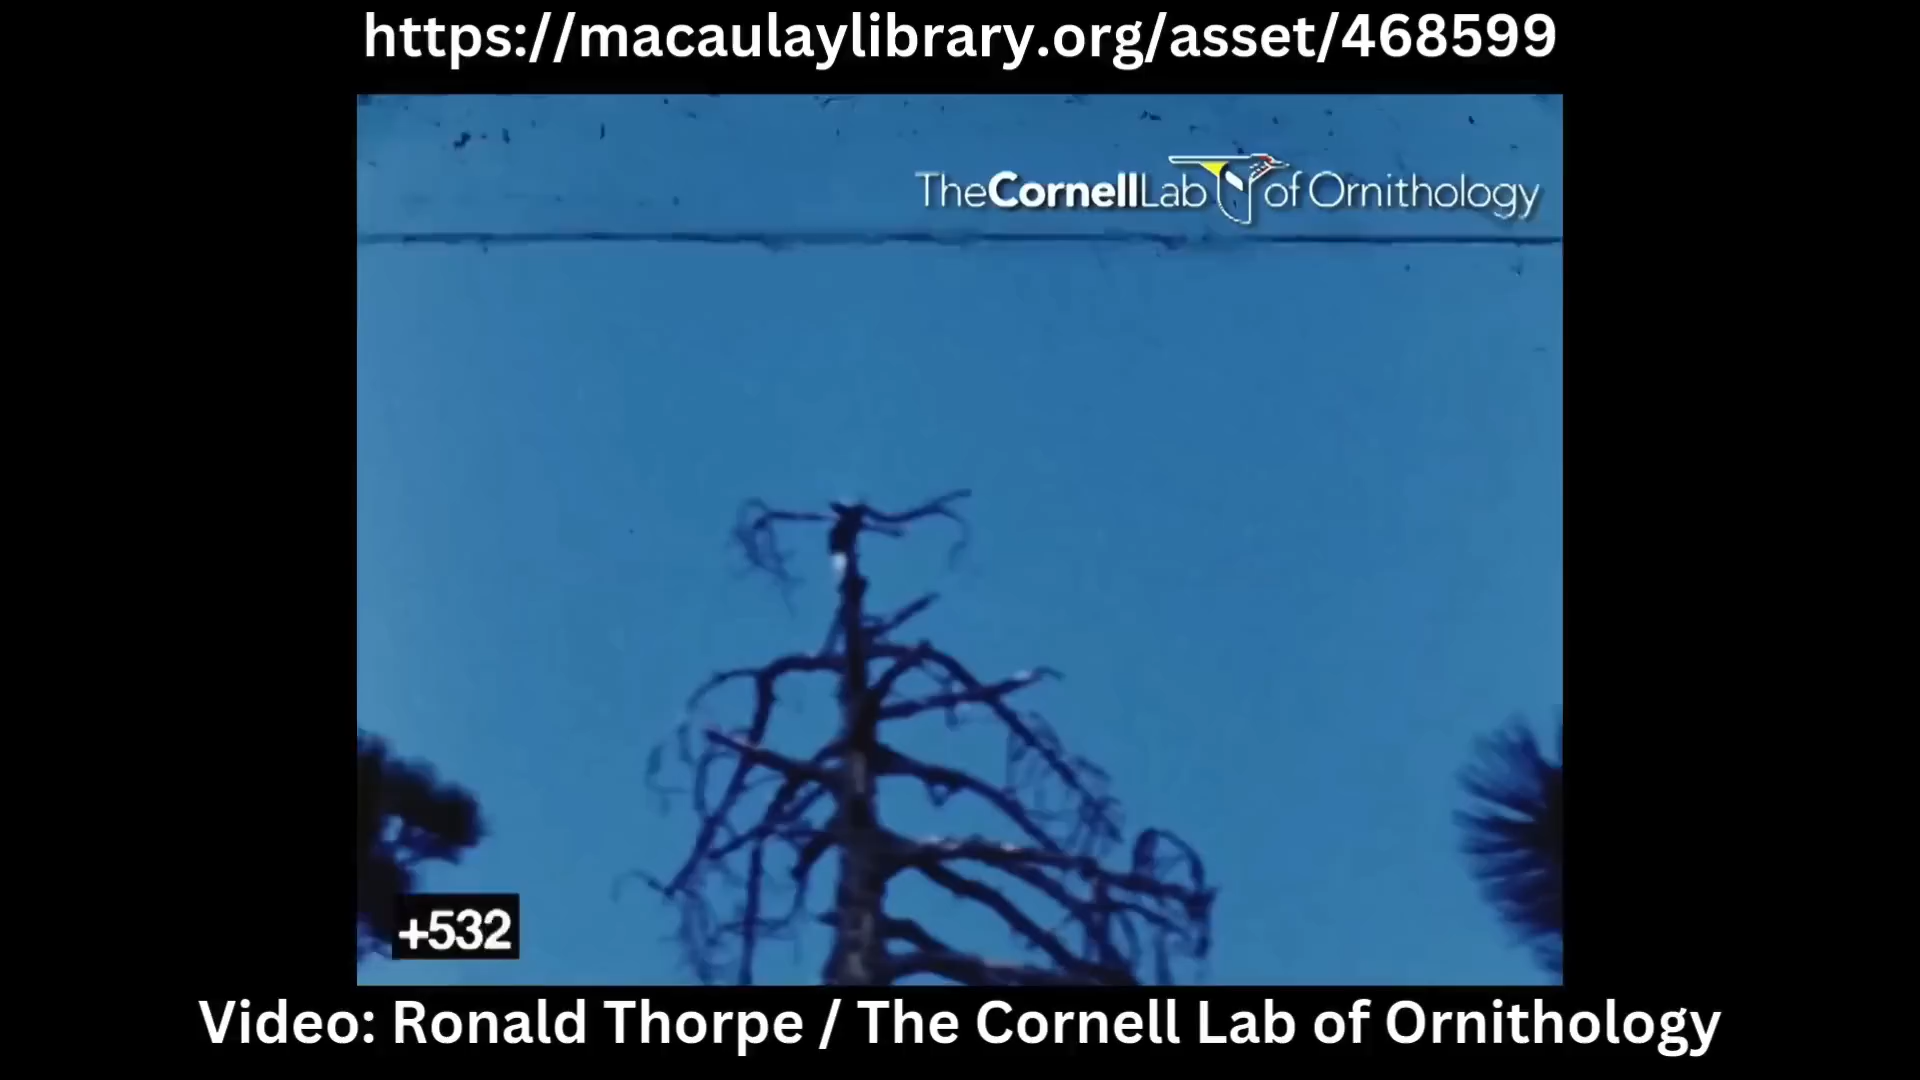 https://macaulaylibrary.org/asset/468599
TheCornellLab of Ornithology
+532
Video: Ronald Thorpe / The Cornell Lab of Ornithology